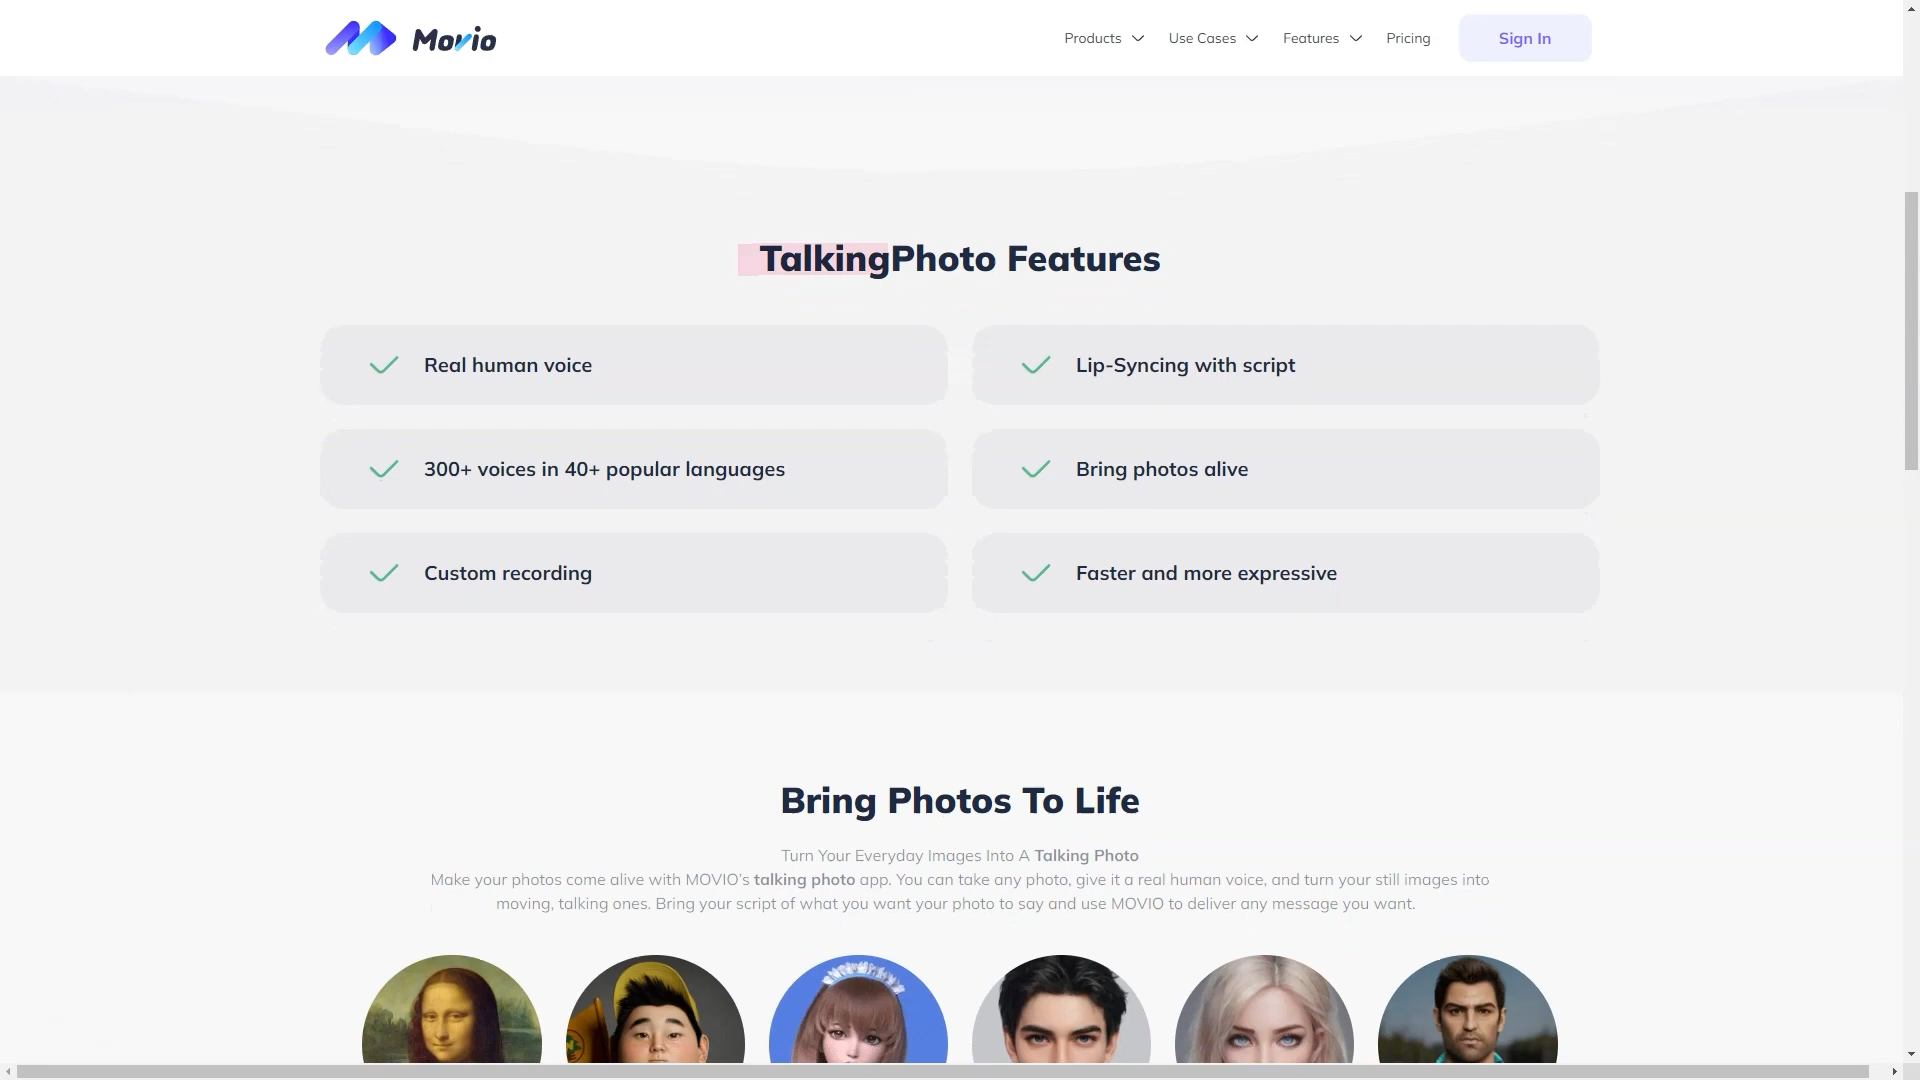 Movio
Products
Use Cases
Features
Pricing
Sign In
TalkingPhoto Features
Real human voice
Lip-Syncing with script
300+ voices in 40+ popular languages
Bring photos alive
Custom recording
Faster and more expressive
Bring Photos To Life
Turn Your Everyday Images Into A Talking Photo
Make your photos come alive with MOVIO’s talking photo app. You can take any photo, give it a real human voice, and turn your still images into
moving, talking ones. Bring your script of what you want your photo to say and use MOVIO to deliver any message you want.